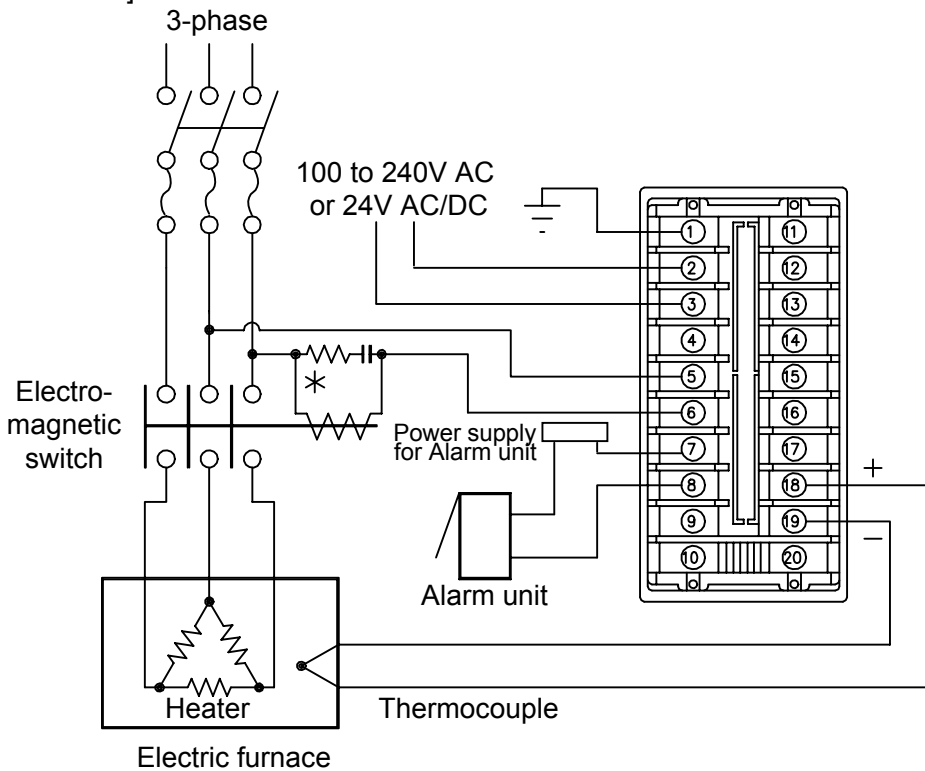 ]
3-phase
100 to 240V AC
or 24V AC/DC
Electro-
magnetic
switch
Power supply
for Alarm unit
Alarm unit
1
2
3
4
5
6
7
8
9
10
11
12
13
14
15
16
17
18
19
20
+
−
Heater
Thermocouple
Electric furnace